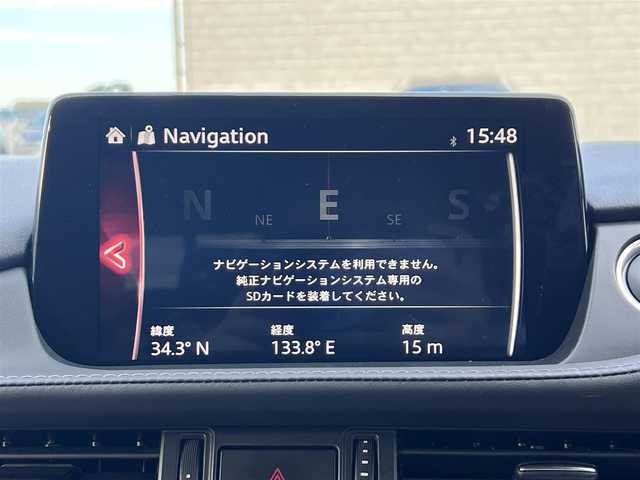 Navigation 15:48
N NE E SE S
ナビゲーションシステムを利用できません。
純正ナビゲーションシステム専用の
SDカードを装着してください。
緯度 経度 高度
34.3° N 133.8° E 15 m